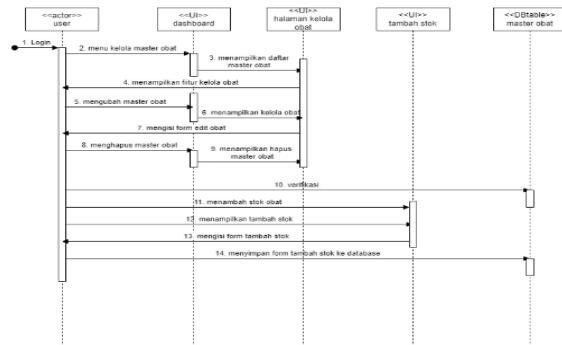 <<actor>>
user
<<UI>>
dashboard
<<UI>>
halaman kelola
obat
<<UI>>
tambah stok
<<DBtable>>
master obat
1. Login
2. menu kelola master obat
3. menampilkan daftar
master obat
4. menampilkan fitur kelola obat
5. mengubah master obat
6. menampilkan kelola obat
7. mengisi form edit obat
8. menghapus master obat
9. menampilkan hapus
master obat
10. verifikasi
11. menambah stok obat
12. menampilkan tambah stok
13. mengisi form tambah stok
14. menyimpan form tambah stok ke database